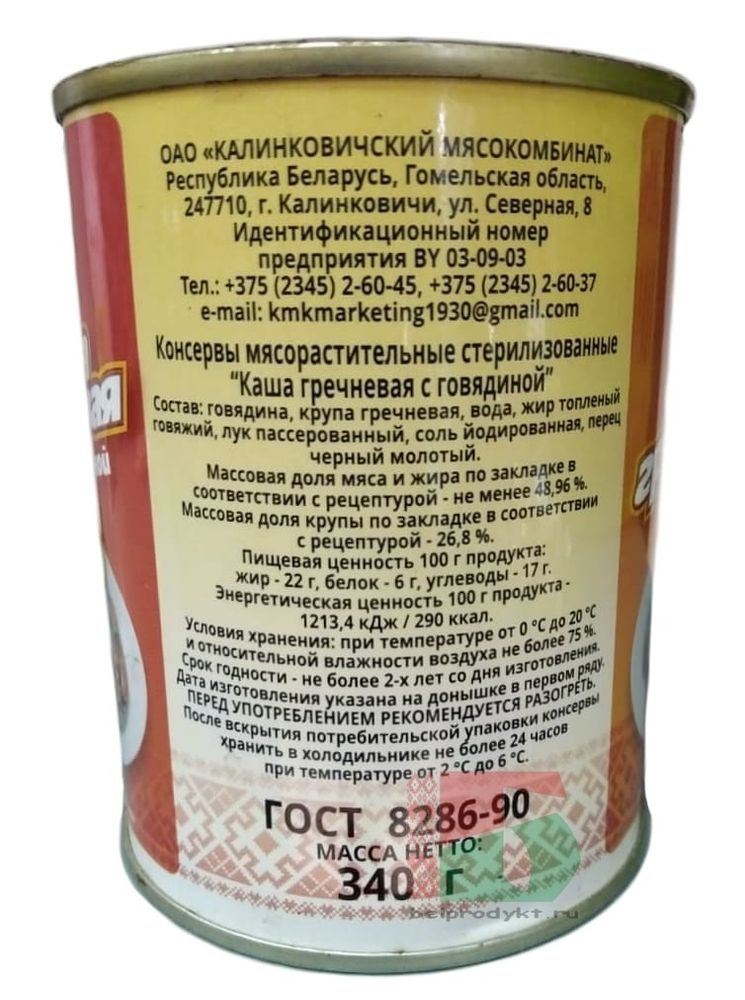 ОАО «КАЛИНКОВИЧСКИЙ МЯСОКОМБИНАТ»
Республика Беларусь, Гомельская область,
247710, г. Калинковичи, ул. Северная, 8
Идентификационный номер
предприятия BY 03-09-03
Тел.: +375 (2345) 2-60-45, +375 (2345) 2-60-37
e-mail: kmkmarketing1930@gmail.com
Консервы мясорастительные стерилизованные
"Каша гречневая с говядиной"
Состав: говядина, крупа гречневая, вода, жир топленый
говяжий, лук пассерованный, соль йодированная, перец
черный молотый.
Массовая доля мяса и жира по закладке в
соответствии с рецептурой - не менее 48,96 %.
Массовая доля крупы по закладке в соответствии
с рецептурой - 26,8 %.
Пищевая ценность 100 г продукта:
жир - 22 г, белок - 6 г, углеводы - 17 г.
Энергетическая ценность 100 г продукта -
1213,4 кДж / 290 ккал.
Условия хранения: при температуре от 0 °С до 20 °С
и относительной влажности воздуха не более 75 %.
Срок годности - не более 2-х лет со дня изготовления.
Дата изготовления указана на донышке в первом ряду.
ПЕРЕД УПОТРЕБЛЕНИЕМ РЕКОМЕНДУЕТСЯ РАЗОГРЕТЬ.
После вскрытия потребительской упаковки консервы
хранить в холодильнике не более 24 часов
при температуре от 2 °С до 6 °С.
ГОСТ 8286-90
МАССА НЕТТО:
340 г
belprodykt.ru